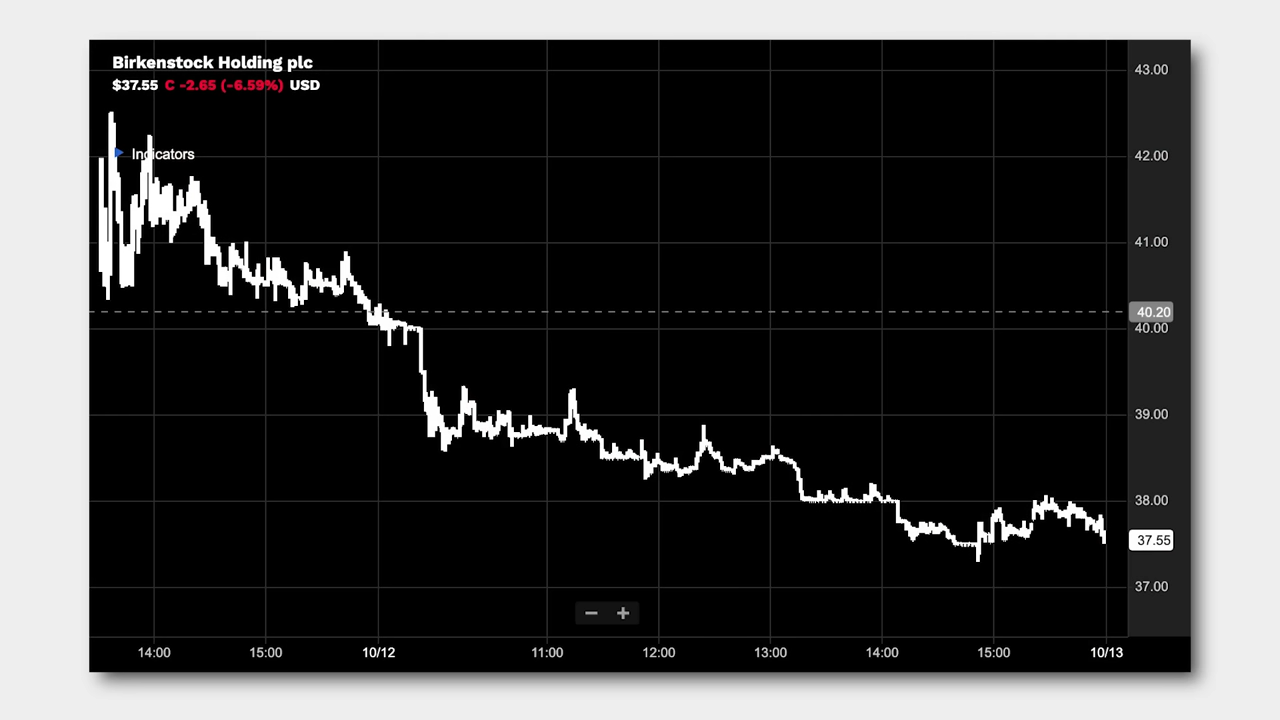 Birkenstock Holding plc
$37.55 C -2.65 (-6.59%) USD
Indicators
43.00
42.00
41.00
40.20
40.00
39.00
38.00
37.55
37.00
− +
14:00 15:00 10/12 11:00 12:00 13:00 14:00 15:00 10/13